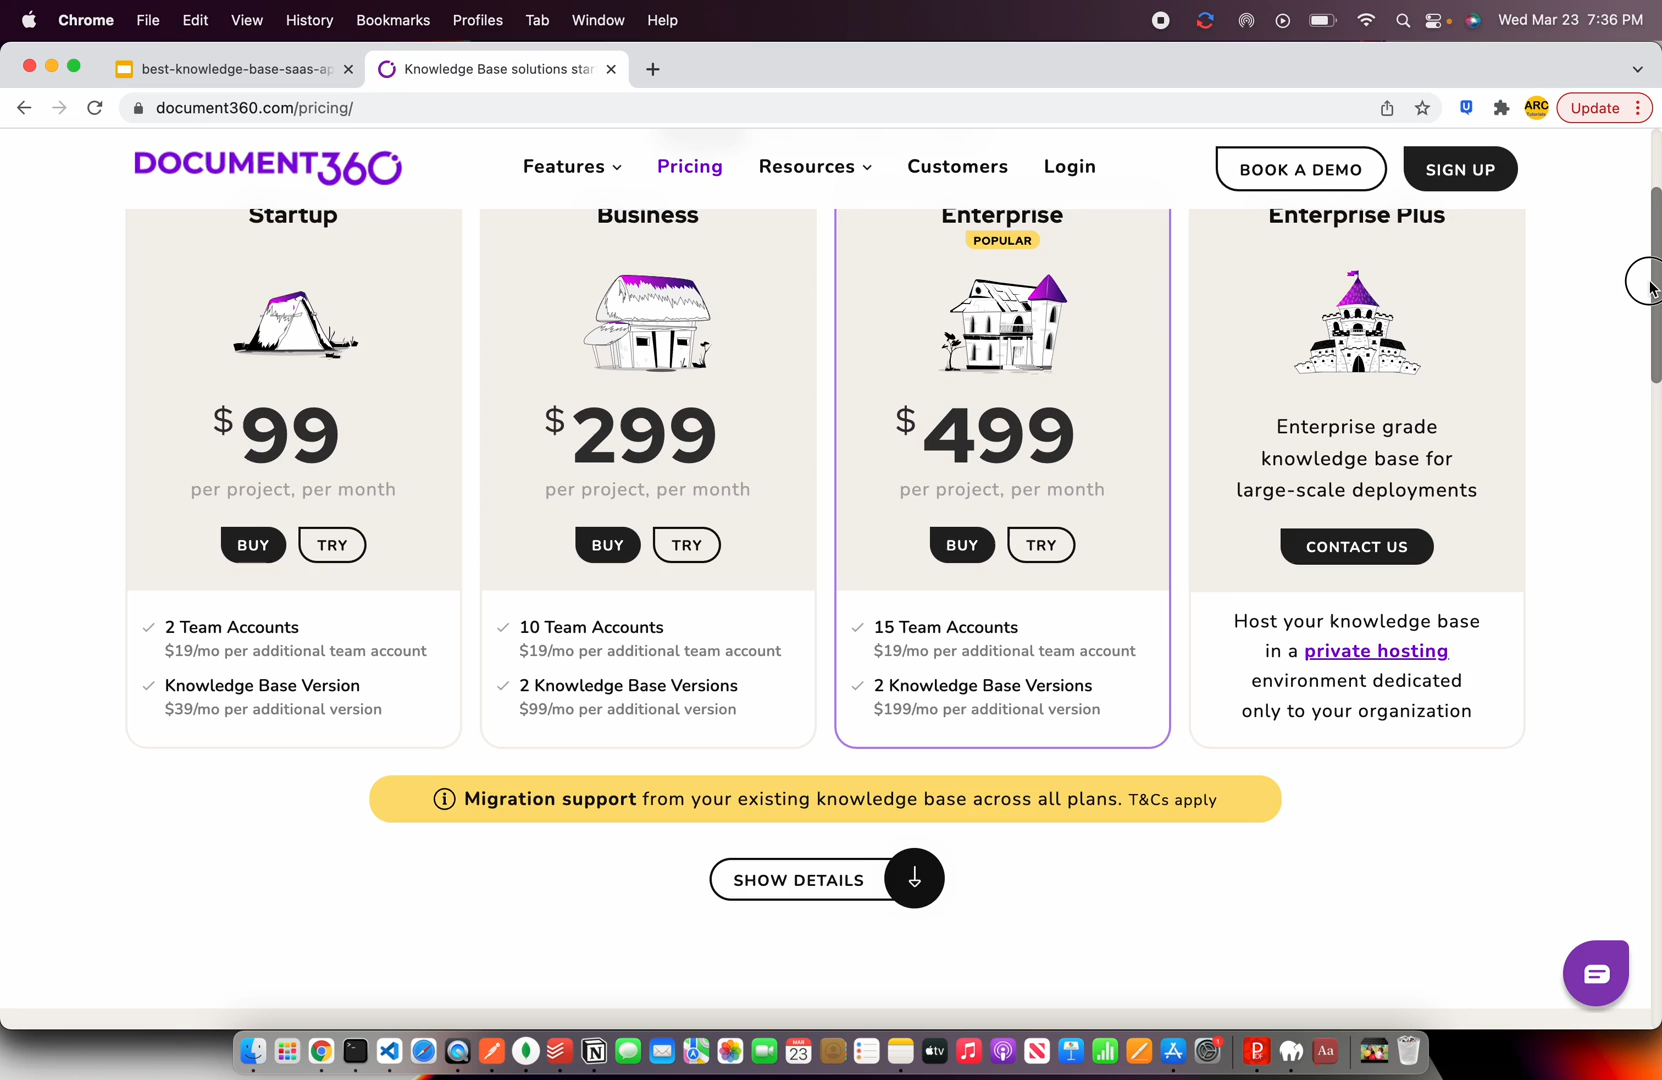 Chrome File Edit View History Bookmarks Profiles Tab Window Help Wed Mar 23 7:36 PM
best-knowledge-base-saas-ap Knowledge Base solutions star
document360.com/pricing/ ARC Update
DOCUMENT360 Features Pricing Resources Customers Login BOOK A DEMO SIGN UP
Startup
$99
per project, per month
BUY TRY
2 Team Accounts
$19/mo per additional team account
Knowledge Base Version
$39/mo per additional version
Business
$299
per project, per month
BUY TRY
10 Team Accounts
$19/mo per additional team account
2 Knowledge Base Versions
$99/mo per additional version
Enterprise
POPULAR
$499
per project, per month
BUY TRY
15 Team Accounts
$19/mo per additional team account
2 Knowledge Base Versions
$199/mo per additional version
Enterprise Plus
Enterprise grade
knowledge base for
large-scale deployments
CONTACT US
Host your knowledge base
in a private hosting
environment dedicated
only to your organization
Migration support from your existing knowledge base across all plans. T&Cs apply
SHOW DETAILS
MAR
23
tv
Aa